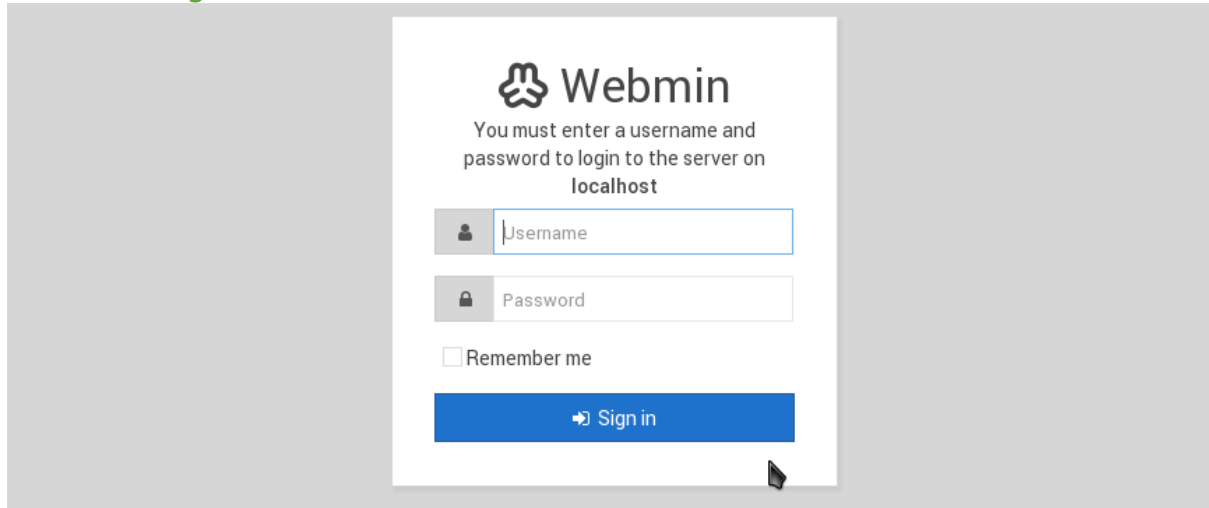 Webmin
You must enter a username and
password to login to the server on
localhost
Username
Password
Remember me
Sign in